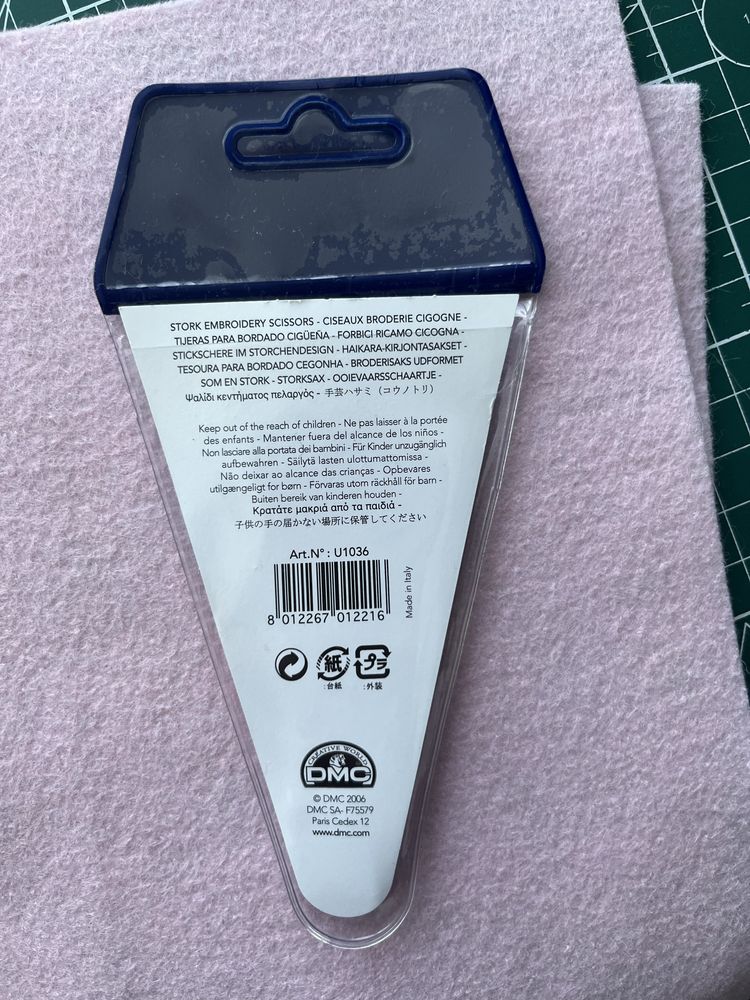 STORK EMBROIDERY SCISSORS - CISEAUX BRODERIE CIGOGNE -
TIJERAS PARA BORDADO CIGÜEÑA - FORBICI RICAMO CICOGNA -
STICKSCHERE IM STORCHENDESIGN - HAIKARA-KIRJONTASAKSET -
TESOURA PARA BORDADO CEGONHA - BRODERISAKS UDFORMET
SOM EN STORK - STORKSAX - OOIEVAARSSCHAARTJE -
Ψαλίδι κεντήματος πελαργός - 手芸ハサミ（コウノトリ）
Keep out of the reach of children - Ne pas laisser à la portée
des enfants - Mantener fuera del alcance de los niños -
Non lasciare alla portata dei bambini - Für Kinder unzugänglich
aufbewahren - Säilytä lasten ulottumattomissa -
Não deixar ao alcance das crianças - Opbevares
utilgængeligt for børn - Förvaras utom räckhåll för barn -
Buiten bereik van kinderen houden -
Κρατάτε μακριά από τα παιδιά -
子供の手の届かない場所に保管してください
Art.N° : U1036
8 012267 012216
Made in Italy
紙 プラ
:台紙 :外装
CREATIVE WORLD
DMC
© DMC 2006
DMC SA- F75579
Paris Cedex 12
www.dmc.com